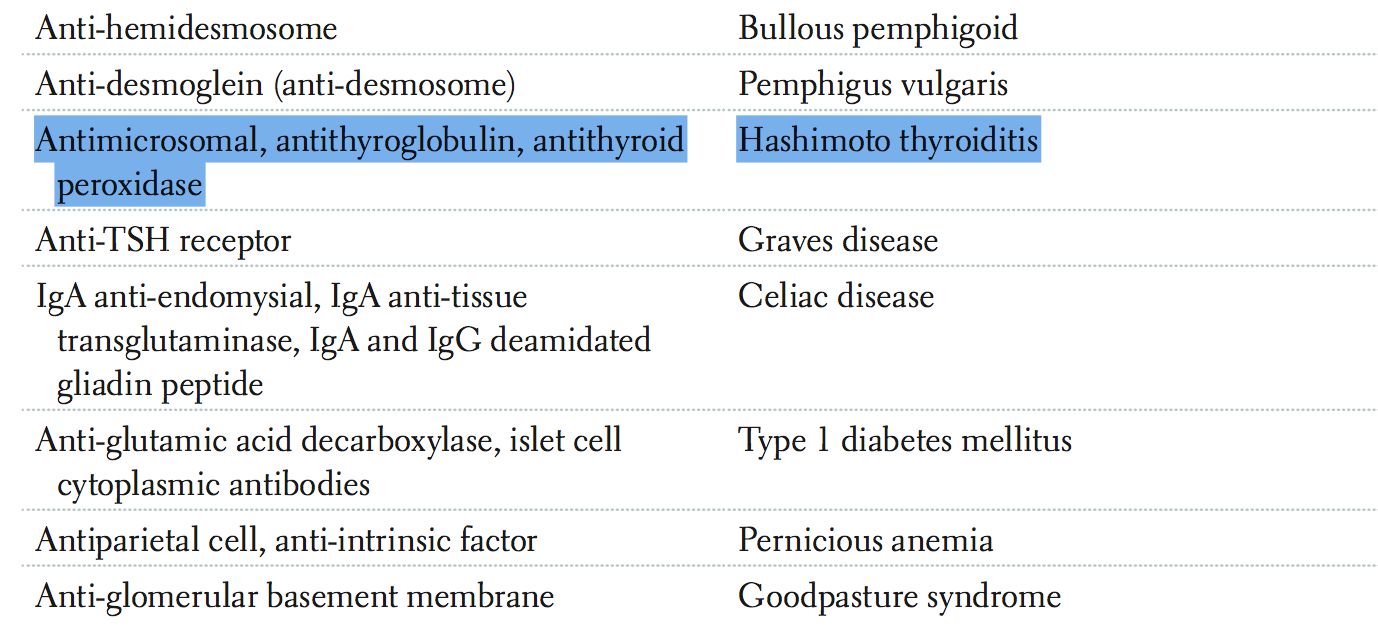 Anti-hemidesmosome Bullous pemphigoid
Anti-desmoglein (anti-desmosome) Pemphigus vulgaris
Antimicrosomal, antithyroglobulin, antithyroid Hashimoto thyroiditis
peroxidase
Anti-TSH receptor Graves disease
IgA anti-endomysial, IgA anti-tissue Celiac disease
transglutaminase, IgA and IgG deamidated
gliadin peptide
Anti-glutamic acid decarboxylase, islet cell Type 1 diabetes mellitus
cytoplasmic antibodies
Antiparietal cell, anti-intrinsic factor Pernicious anemia
Anti-glomerular basement membrane Goodpasture syndrome